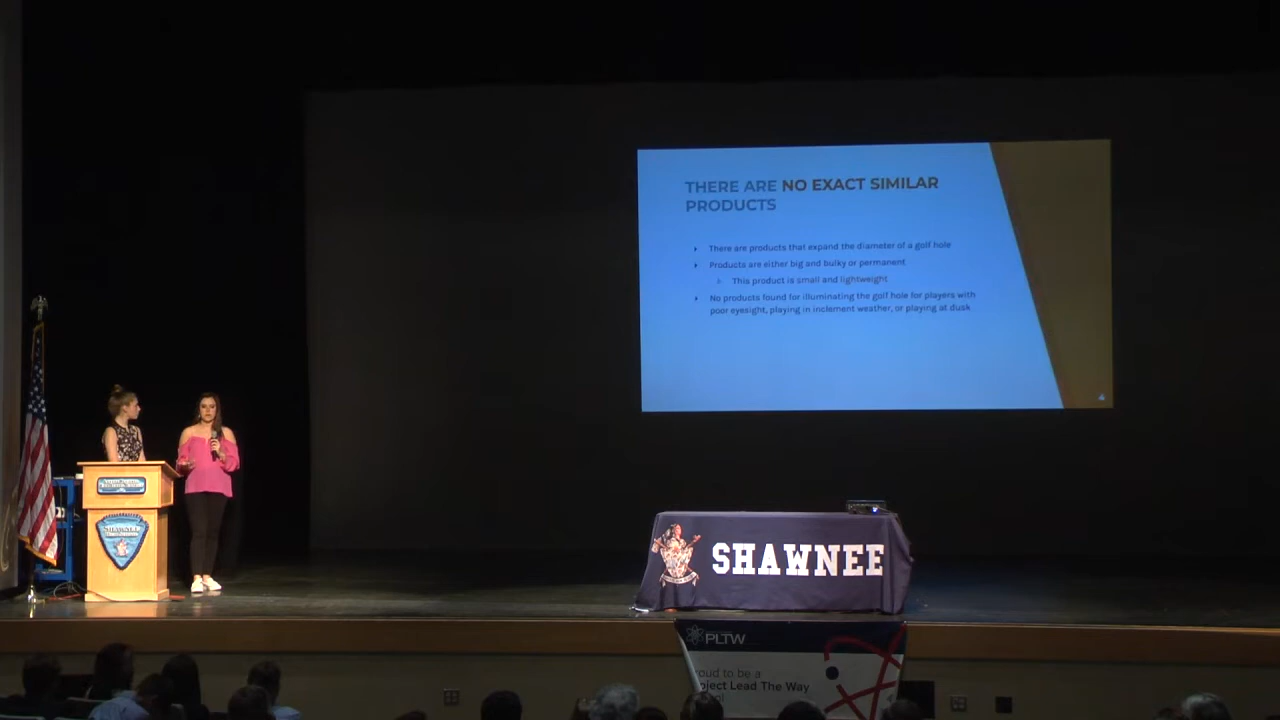 THERE ARE NO EXACT SIMILAR
PRODUCTS
There are products that expand the diameter of a golf hole
Products are either big and bulky or permanent
This product is small and lightweight
No products found for illuminating the golf hole for players with
poor eyesight, playing in inclement weather, or playing at dusk
4
SHAWNEE
SHAWNEE
PLTW
oud to be a
oject Lead The Way